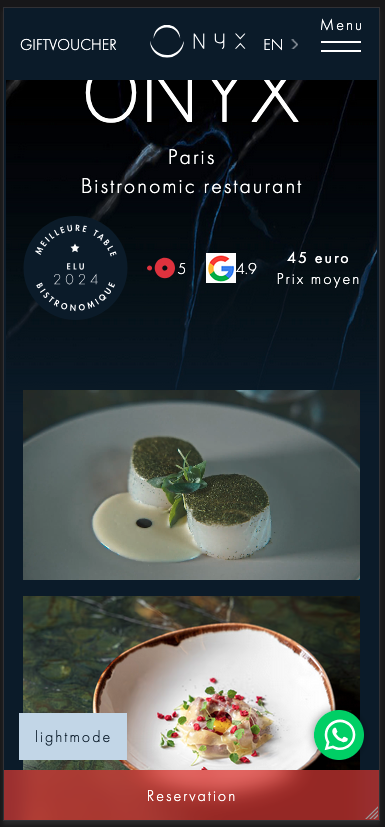 Menu
GIFTVOUCHER
ONYX
EN
ONYX
Paris
Bistronomic restaurant
MEILLEURE TABLE
ELU
2024
BISTRONOMIQUE
5
4.9
45 euro
Prix moyen
lightmode
Reservation